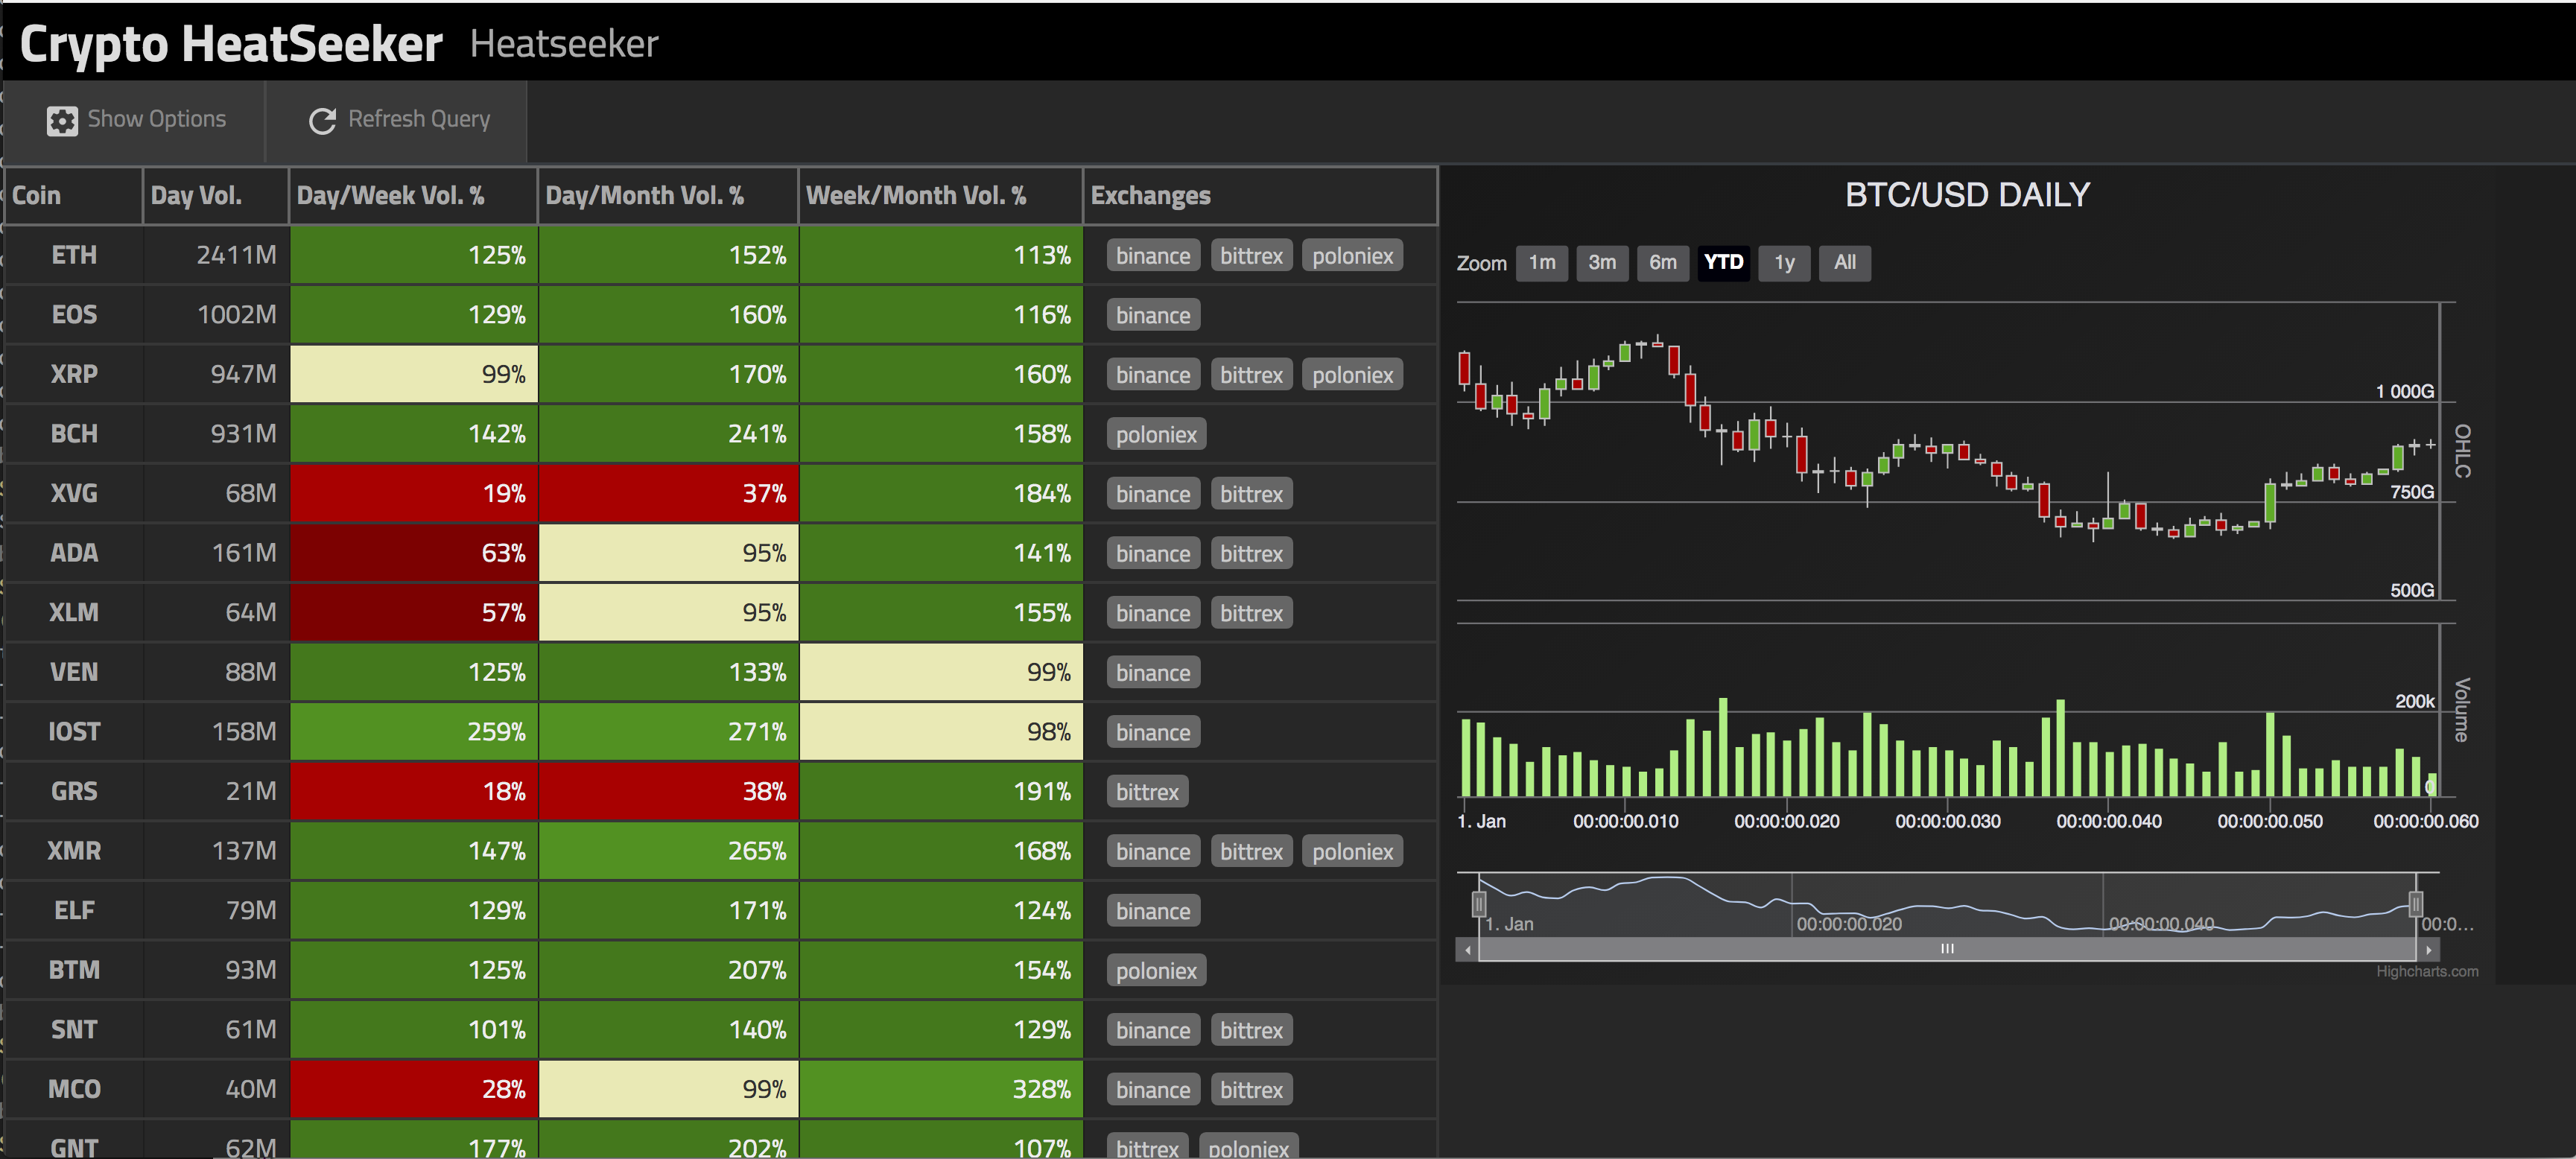 Crypto HeatSeeker Heatseeker
Show Options Refresh Query
Coin Day Vol. Day/Week Vol. % Day/Month Vol. % Week/Month Vol. % Exchanges
ETH 2411M 125% 152% 113% binance bittrex poloniex
EOS 1002M 129% 160% 116% binance
XRP 947M 99% 170% 160% binance bittrex poloniex
BCH 931M 142% 241% 158% poloniex
XVG 68M 19% 37% 184% binance bittrex
ADA 161M 63% 95% 141% binance bittrex
XLM 64M 57% 95% 155% binance bittrex
VEN 88M 125% 133% 99% binance
IOST 158M 259% 271% 98% binance
GRS 21M 18% 38% 191% bittrex
XMR 137M 147% 265% 168% binance bittrex poloniex
ELF 79M 129% 171% 124% binance
BTM 93M 125% 207% 154% poloniex
SNT 61M 101% 140% 129% binance bittrex
MCO 40M 28% 99% 328% binance bittrex
GNT 62M 177% 202% 107% bittrex poloniex
BTC/USD DAILY
Zoom 1m 3m 6m YTD 1y All
1 000G
750G
500G
OHLC
200k
0
Volume
1. Jan 00:00:00.010 00:00:00.020 00:00:00.030 00:00:00.040 00:00:00.050 00:00:00.060
1. Jan 00:00:00.020 00:00:00.040 00:0...
Highcharts.com